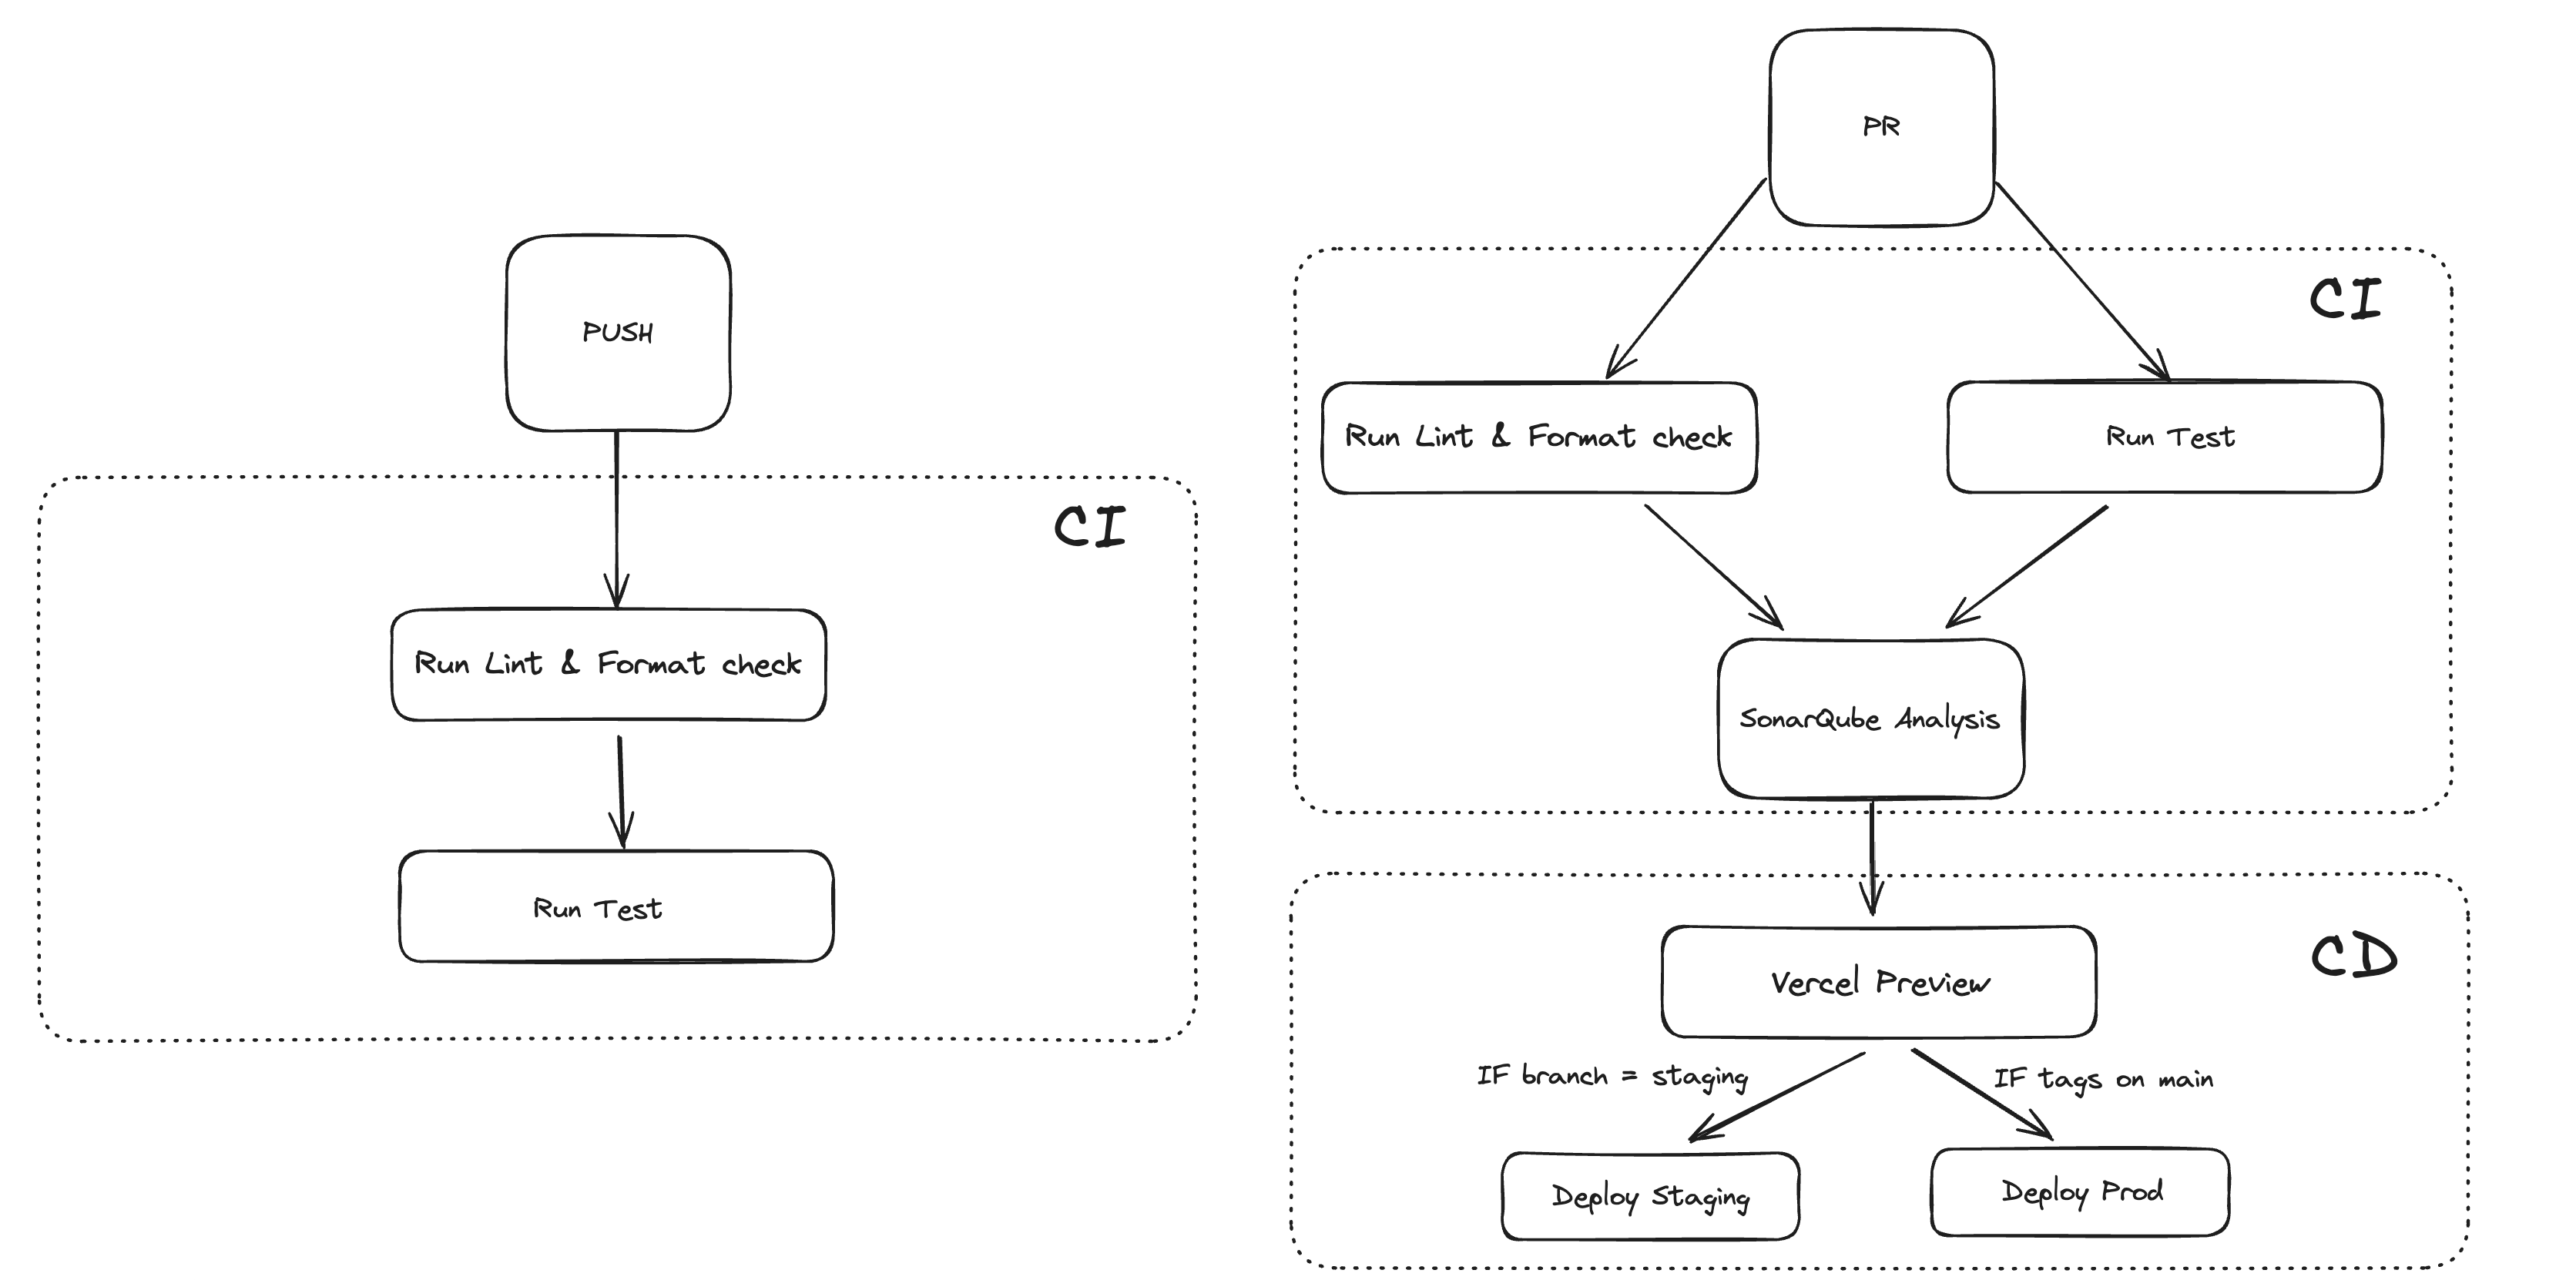 PUSH
CI
Run Lint & Format check
Run Test
PR
CI
Run Lint & Format check
Run Test
SonarQube Analysis
CD
Vercel Preview
IF branch = staging
IF tags on main
Deploy Staging
Deploy Prod